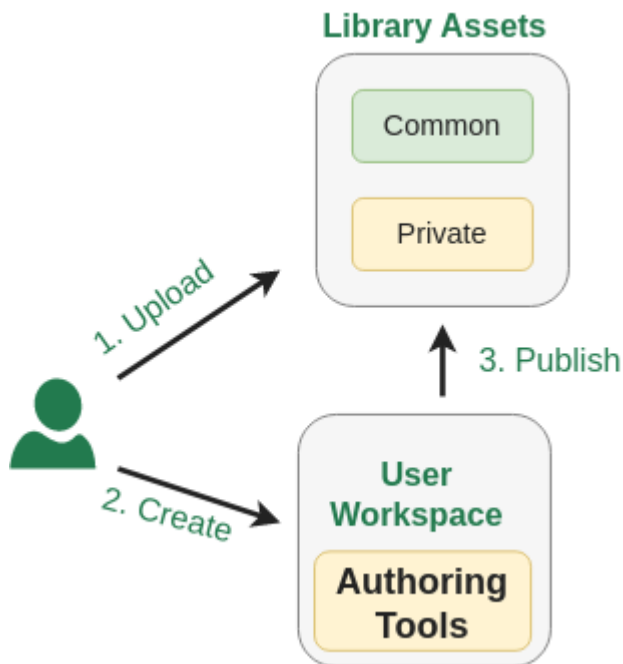 Library Assets
Common
Private
1. Upload
3. Publish
2. Create
User
Workspace
Authoring
Tools